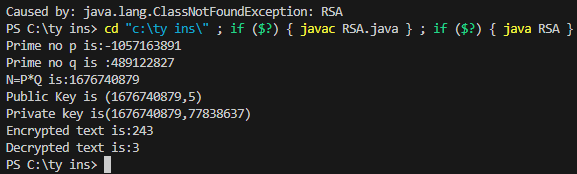 Caused by: java.lang.ClassNotFoundException: RSA
PS C:\ty ins> cd "c:\ty ins\" ; if ($?) { javac RSA.java } ; if ($?) { java RSA }
Prime no p is:-1057163891
Prime no q is :489122827
N=P*Q is:1676740879
Public Key is (1676740879,5)
Private key is(1676740879,77838637)
Encrypted text is:243
Decrypted text is:3
PS C:\ty ins>